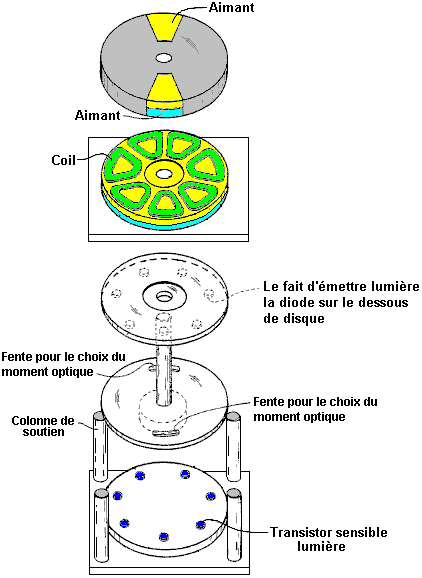 Aimant
Aimant
Coil
Le fait d'émettre lumière
la diode sur le dessous
de disque
Fente pour le choix du
moment optique
Fente pour le choix du
moment optique
Colonne de
soutien
Transistor sensible
lumière